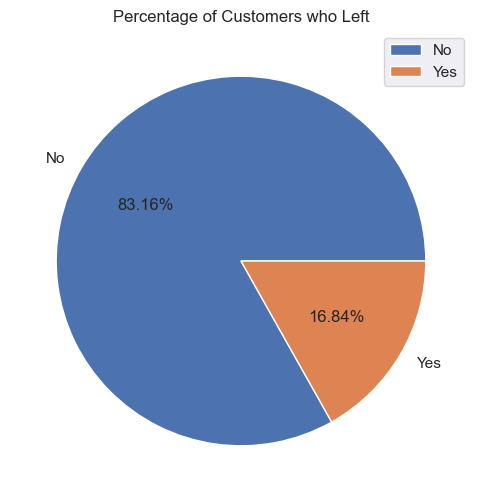 Percentage of Customers who Left
No
Yes
No
83.16%
16.84%
Yes